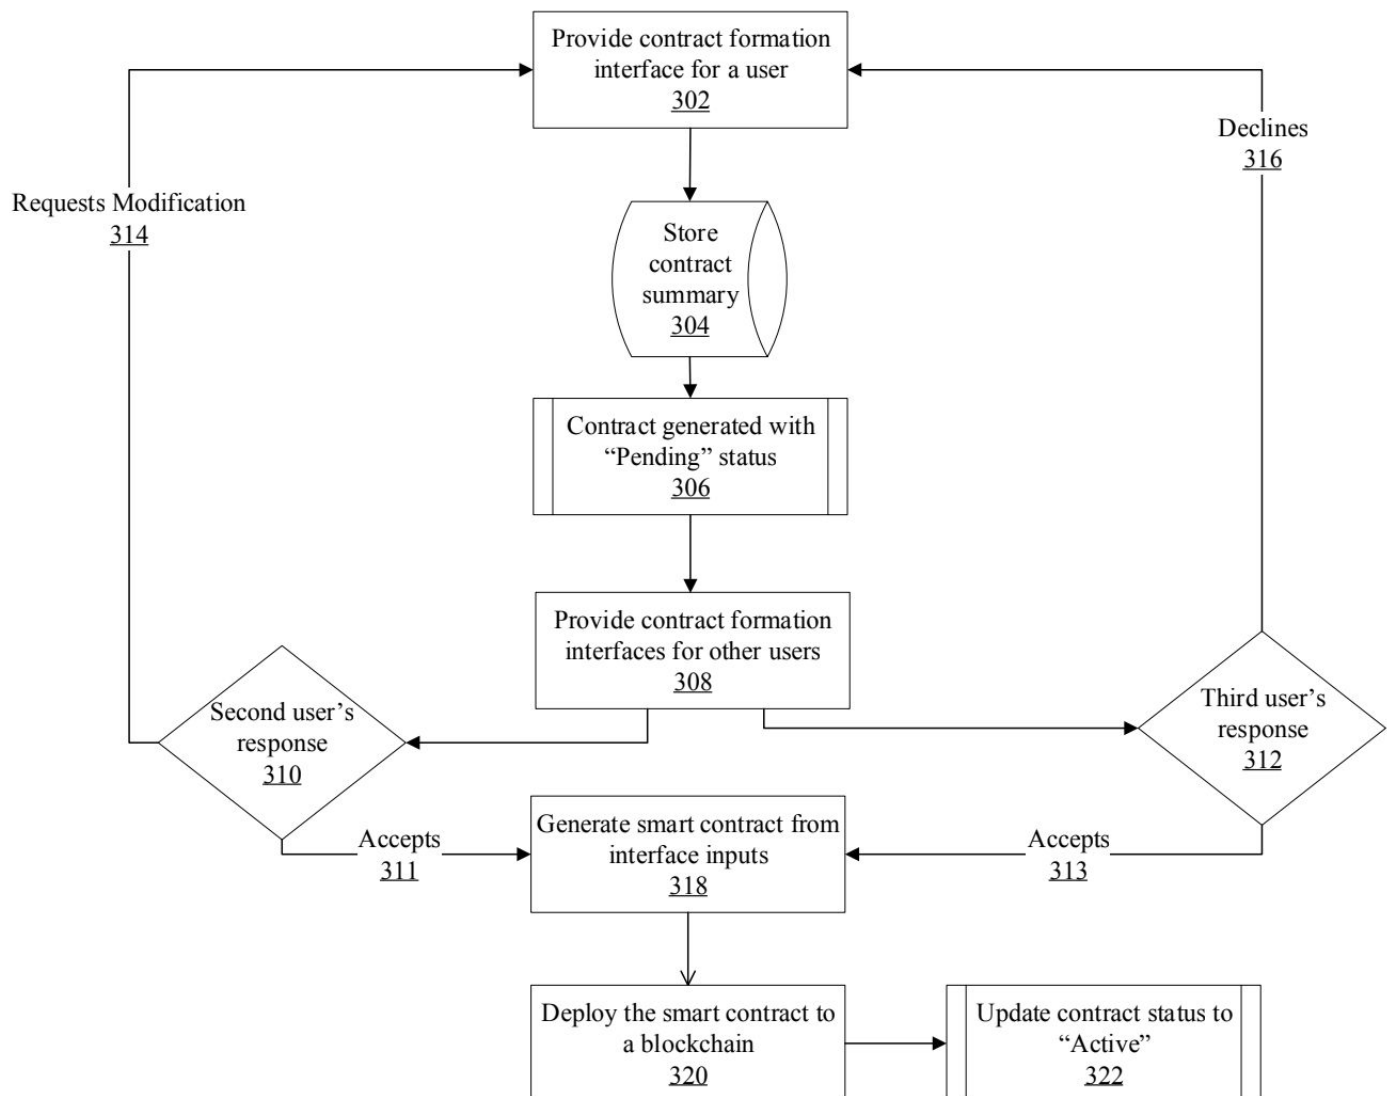 Provide contract formation
interface for a user
302
Declines
316
Requests Modification
314
Store
contract
summary
304
Contract generated with
“Pending” status
306
Provide contract formation
interfaces for other users
308
Second user’s
response
310
Third user’s
response
312
Accepts
311
Generate smart contract from
interface inputs
318
Accepts
313
Deploy the smart contract to
a blockchain
320
Update contract status to
“Active”
322